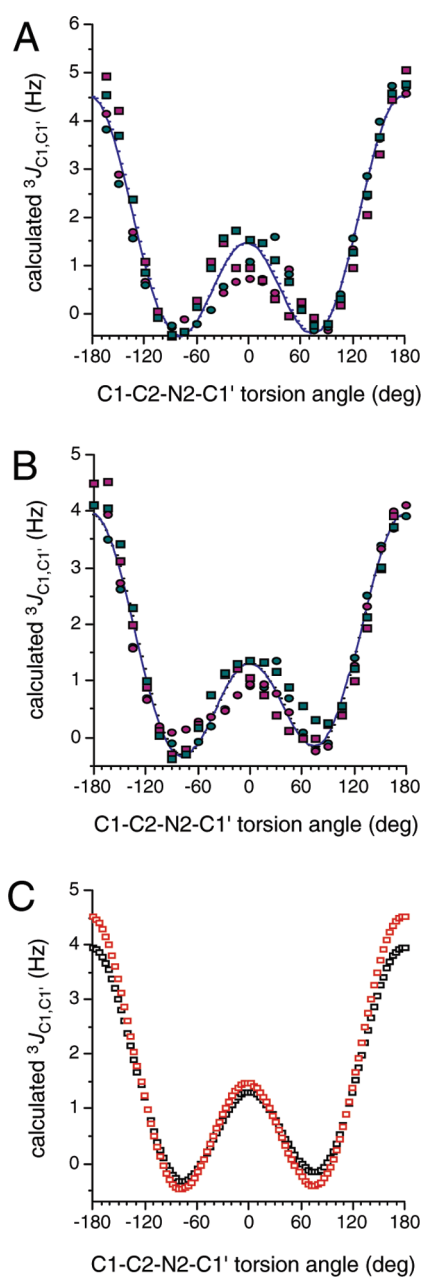 A
6
5
4
3
2
1
0
calculated ³J_C1,C1' (Hz)
-180 -120 -60 0 60 120 180
C1-C2-N2-C1' torsion angle (deg)
B
5
4
3
2
1
0
calculated ³J_C1,C1' (Hz)
-180 -120 -60 0 60 120 180
C1-C2-N2-C1' torsion angle (deg)
C
5
4
3
2
1
0
calculated ³J_C1,C1' (Hz)
-180 -120 -60 0 60 120 180
C1-C2-N2-C1' torsion angle (deg)